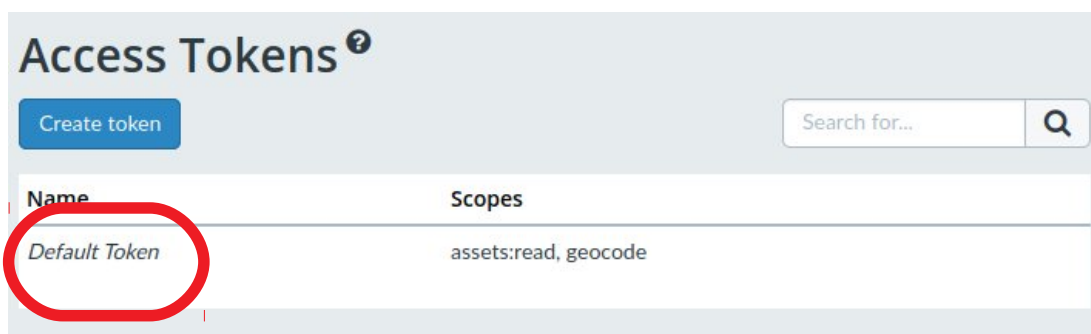 Access Tokens ?
Create token
Search for...
Name Scopes
Default Token assets:read, geocode